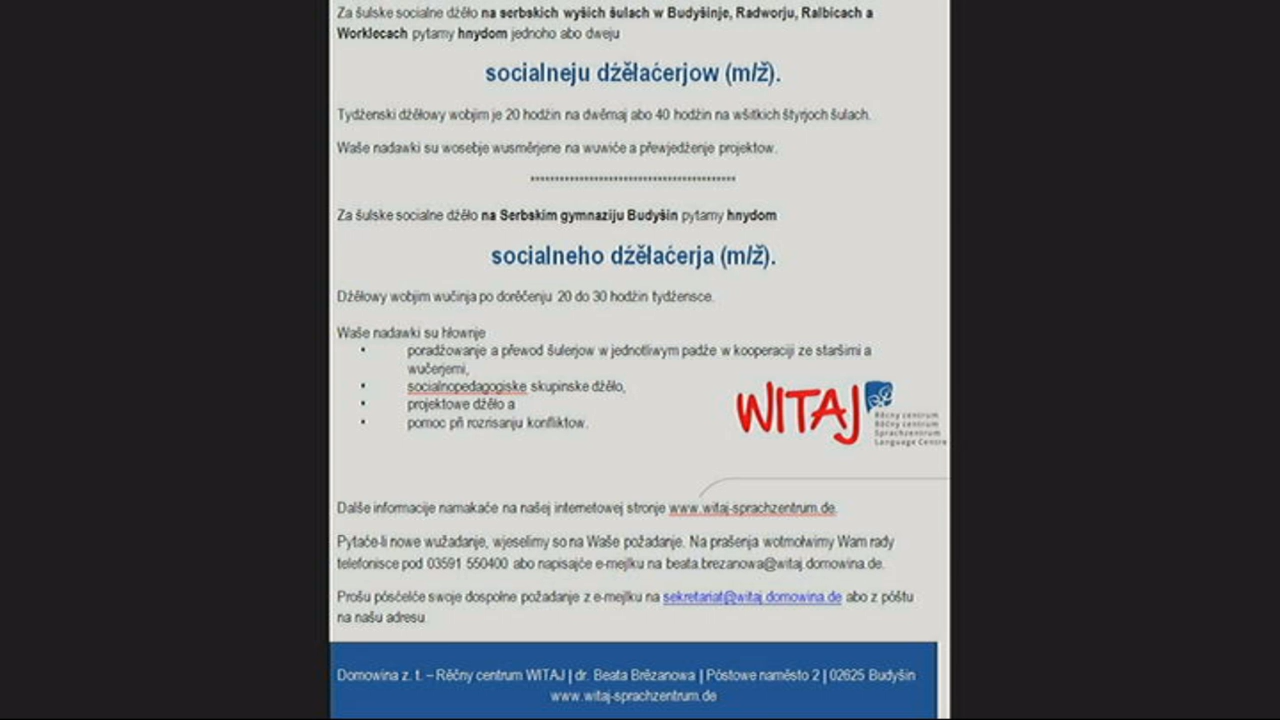 Za šulske socialne dźěło na serbskich wyšich šulach w Budyšinje, Radworju, Ralbicach a
Worklecach pytamy hnydom jednoho abo dweju
socialneju dźěłaćerjow (m/ž).
Tydźenski dźěłowy wobjim je 20 hodźin na dwěmaj abo 40 hodźin na wšitkich štyrjoch šulach.
Waše nadawki su wosebje wusměrjene na wuwiće a přewjedźenje projektow.
******************************************
Za šulske socialne dźěło na Serbskim gymnaziju Budyšin pytamy hnydom
socialneho dźěłaćerja (m/ž).
Dźěłowy wobjim wučinja po dorěčenju 20 do 30 hodźin tydźensce.
Waše nadawki su hłownje
• poradźowanje a přewod šulerjow w jednotliwym padźe w kooperaciji ze staršimi a
wučerjemi,
• socialnopedagogiske skupinske dźěło,
• projektowe dźěło a
• pomoc při rozrisanju konfliktow.
WITAJ
Rěčny centrum
Rěcny centrum
Sprachzentrum
Language Centre
Dalše informacije namakaće na našej internetowej stronje www.witaj-sprachzentrum.de.
Pytaće-li nowe wužadanje, wjeselimy so na Waše požadanje. Na prašenja wotmołwimy Wam rady
telefonisce pod 03591 550400 abo napisajće e-mejlku na beata.brezanowa@witaj.domowina.de.
Prošu pósćelće swoje dospołne požadanje z e-mejlku na sekretariat@witaj.domowina.de abo z póštu
na našu adresu
Domowina z. t. – Rěčny centrum WITAJ | dr. Beata Brězanowa | Póstowe naměsto 2 | 02625 Budyšin
www.witaj-sprachzentrum.de